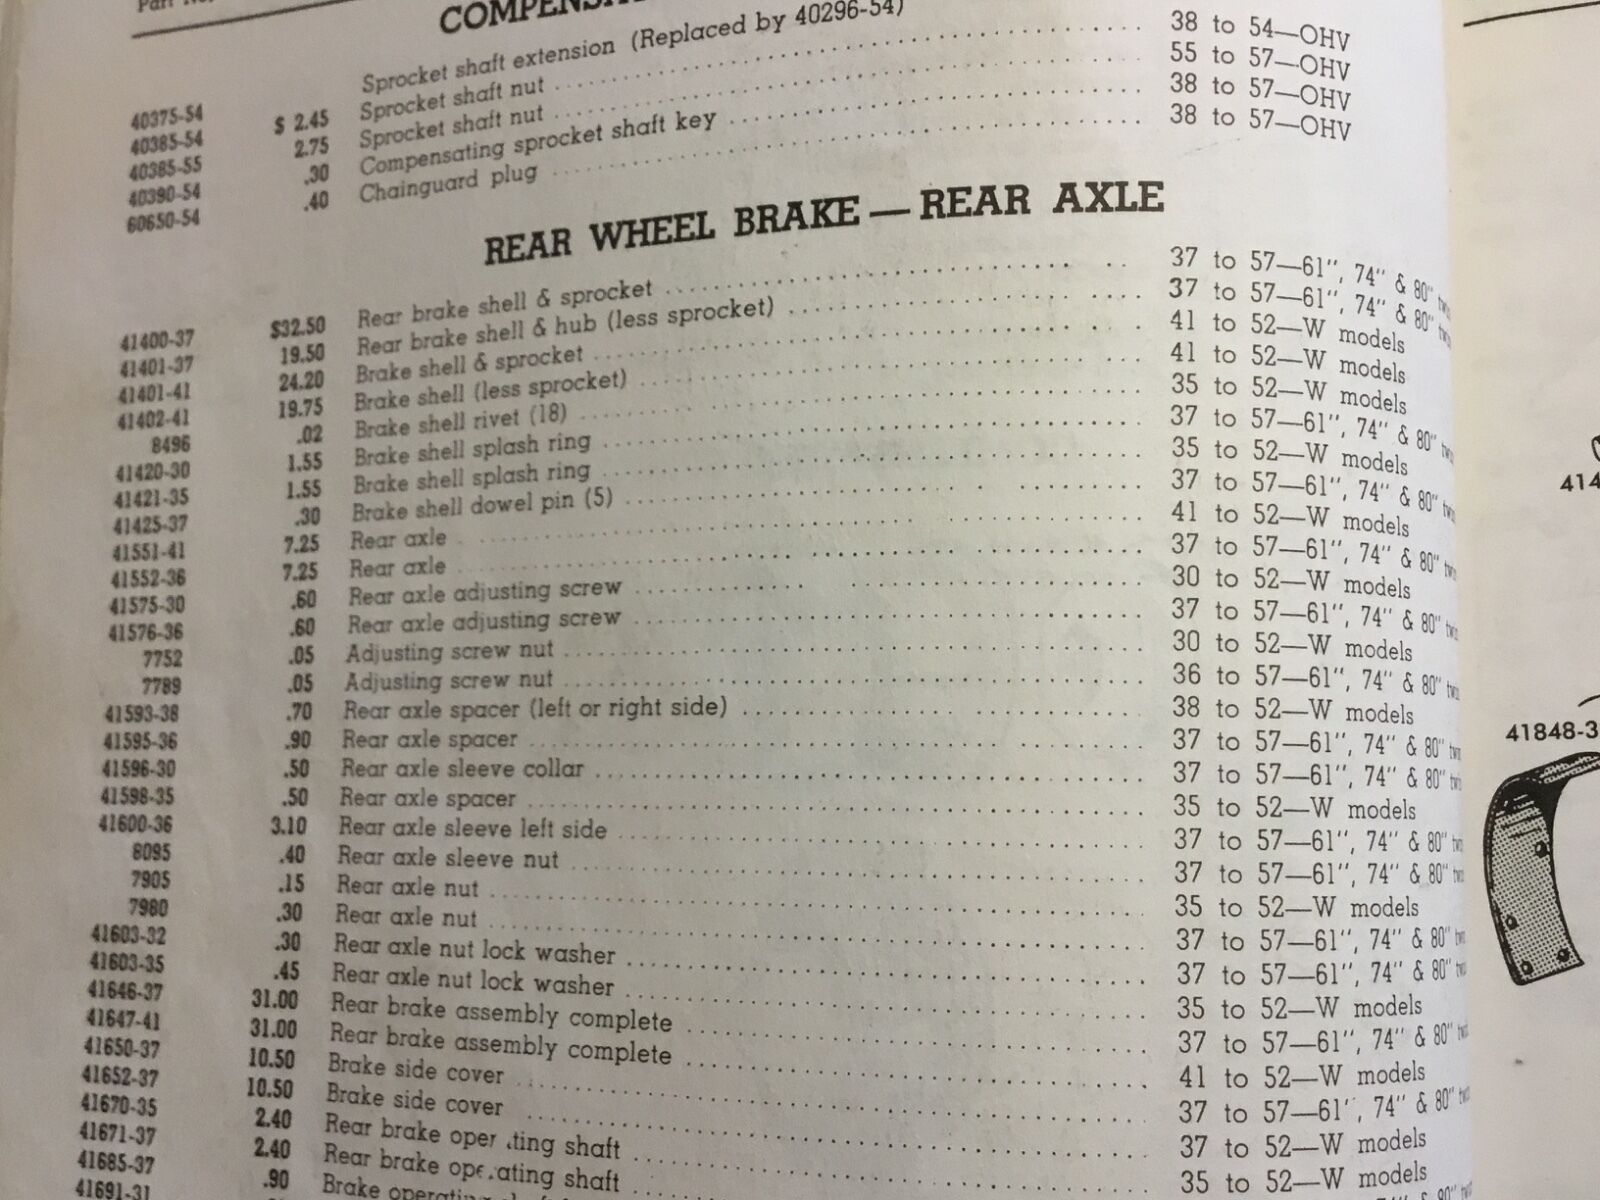 Part No.
COMPENSA
40375-54 Sprocket shaft extension (Replaced by 40296-54)
40385-54 $ 2.45 Sprocket shaft nut 38 to 54—OHV
40385-55 2.75 Sprocket shaft nut 55 to 57—OHV
40390-54 .30 Compensating sprocket shaft key 38 to 57—OHV
60650-54 .40 Chainguard plug 38 to 57—OHV
REAR WHEEL BRAKE — REAR AXLE
41400-37 $32.50 Rear brake shell & sprocket 37 to 57—61", 74" & 80" twn
41401-37 19.50 Rear brake shell & hub (less sprocket) 37 to 57—61", 74" & 80" twn
41401-41 24.20 Brake shell & sprocket 41 to 52—W models
41402-41 19.75 Brake shell (less sprocket) 41 to 52—W models
8496 .02 Brake shell rivet (18) 35 to 52—W models
41420-30 1.55 Brake shell splash ring 37 to 57—61", 74" & 80" twn
41421-35 1.55 Brake shell splash ring 35 to 52—W models
41425-37 .30 Brake shell dowel pin (5) 37 to 57—61", 74" & 80" twn
41551-41 7.25 Rear axle 41 to 52—W models
41552-36 7.25 Rear axle 37 to 57—61", 74" & 80" twn
41575-30 .60 Rear axle adjusting screw 30 to 52—W models
41576-36 .60 Rear axle adjusting screw 37 to 57—61", 74" & 80" twn
7752 .05 Adjusting screw nut 30 to 52—W models
7789 .05 Adjusting screw nut 36 to 57—61", 74" & 80" twn
41593-38 .70 Rear axle spacer (left or right side) 38 to 52—W models
41595-36 .90 Rear axle spacer 37 to 57—61", 74" & 80" twn
41596-30 .50 Rear axle sleeve collar 37 to 57—61", 74" & 80" twn
41598-35 .50 Rear axle spacer 35 to 52—W models
41600-36 3.10 Rear axle sleeve left side 37 to 57—61", 74" & 80" twn
8095 .40 Rear axle sleeve nut 37 to 57—61", 74" & 80" twn
7905 .15 Rear axle nut 35 to 52—W models
7980 .30 Rear axle nut 37 to 57—61", 74" & 80" twn
41603-32 .30 Rear axle nut lock washer 37 to 57—61", 74" & 80" tw
41603-35 .45 Rear axle nut lock washer 35 to 52—W models
41646-37 31.00 Rear brake assembly complete 37 to 57—61", 74" & 80" tw
41647-41 31.00 Rear brake assembly complete 41 to 52—W models
41650-37 10.50 Brake side cover 37 to 57—61", 74" & 80" tw
41652-37 10.50 Brake side cover 37 to 52—W models
41670-35 2.40 Rear brake operating shaft 35 to 52—W models
41671-37 2.40 Rear brake operating shaft
41685-37 .90 Brake operating
41691-31
414
41848-3